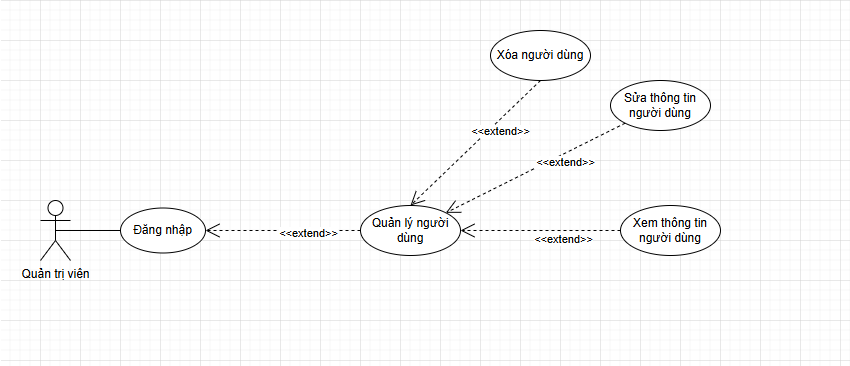 Xóa người dùng
Sửa thông tin
người dùng
<<extend>>
<<extend>>
Đăng nhập
<<extend>>
Quản lý người
dùng
<<extend>>
Xem thông tin
người dùng
Quản trị viên